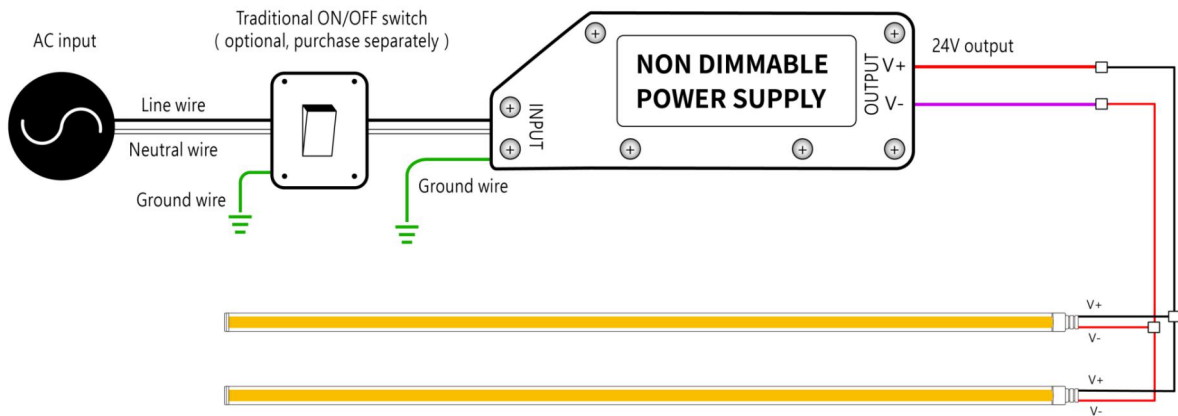 AC input
Traditional ON/OFF switch
( optional, purchase separately )
Line wire
Neutral wire
Ground wire
Ground wire
INPUT
NON DIMMABLE
POWER SUPPLY
OUTPUT
V+
V-
24V output
V+
V-
V+
V-